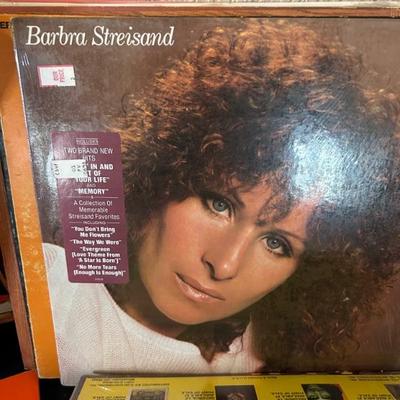 Barbra Streisand
OUR
PRICE
INCLUDES
TWO BRAND NEW
HITS
IN AND
OF
YOUR LIFE"
AND
"MEMORY"
A Collection Of
Memorable
Streisand Favorites
INCLUDING
"You Don't Bring
Me Flowers"
"The Way We Were"
"Evergreen
(Love Theme From
'A Star Is Born')"
"No More Tears
(Enough Is Enough)"